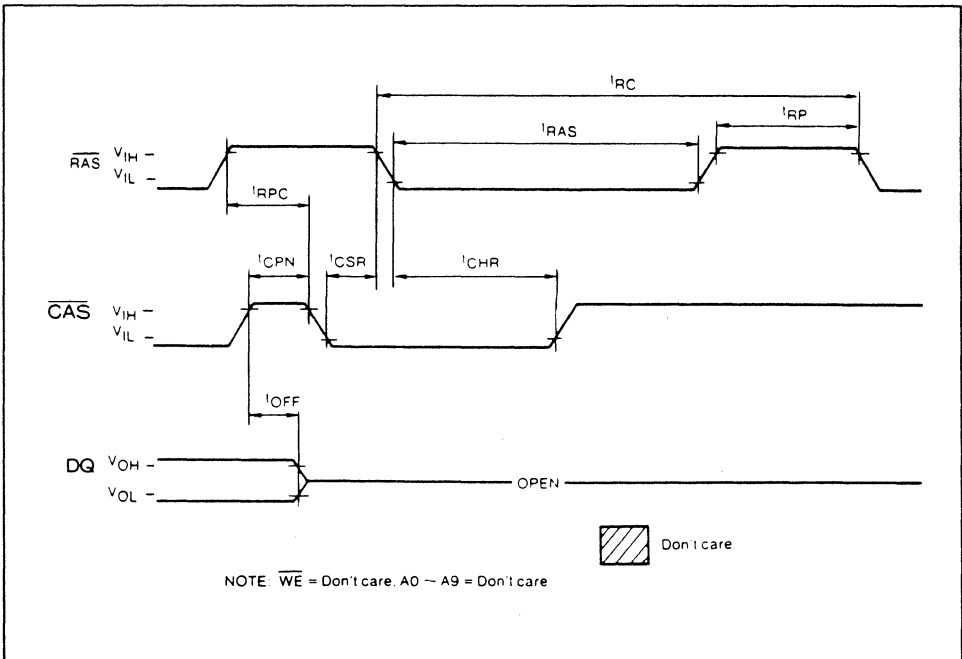 tRC
tRP
tRAS
RAS
VIH
VIL
tRPC
tCPN
tCSR
tCHR
CAS
VIH
VIL
tOFF
DQ
VOH
VOL
OPEN
Don't care
NOTE: WE = Don't care, A0 ~ A9 = Don't care